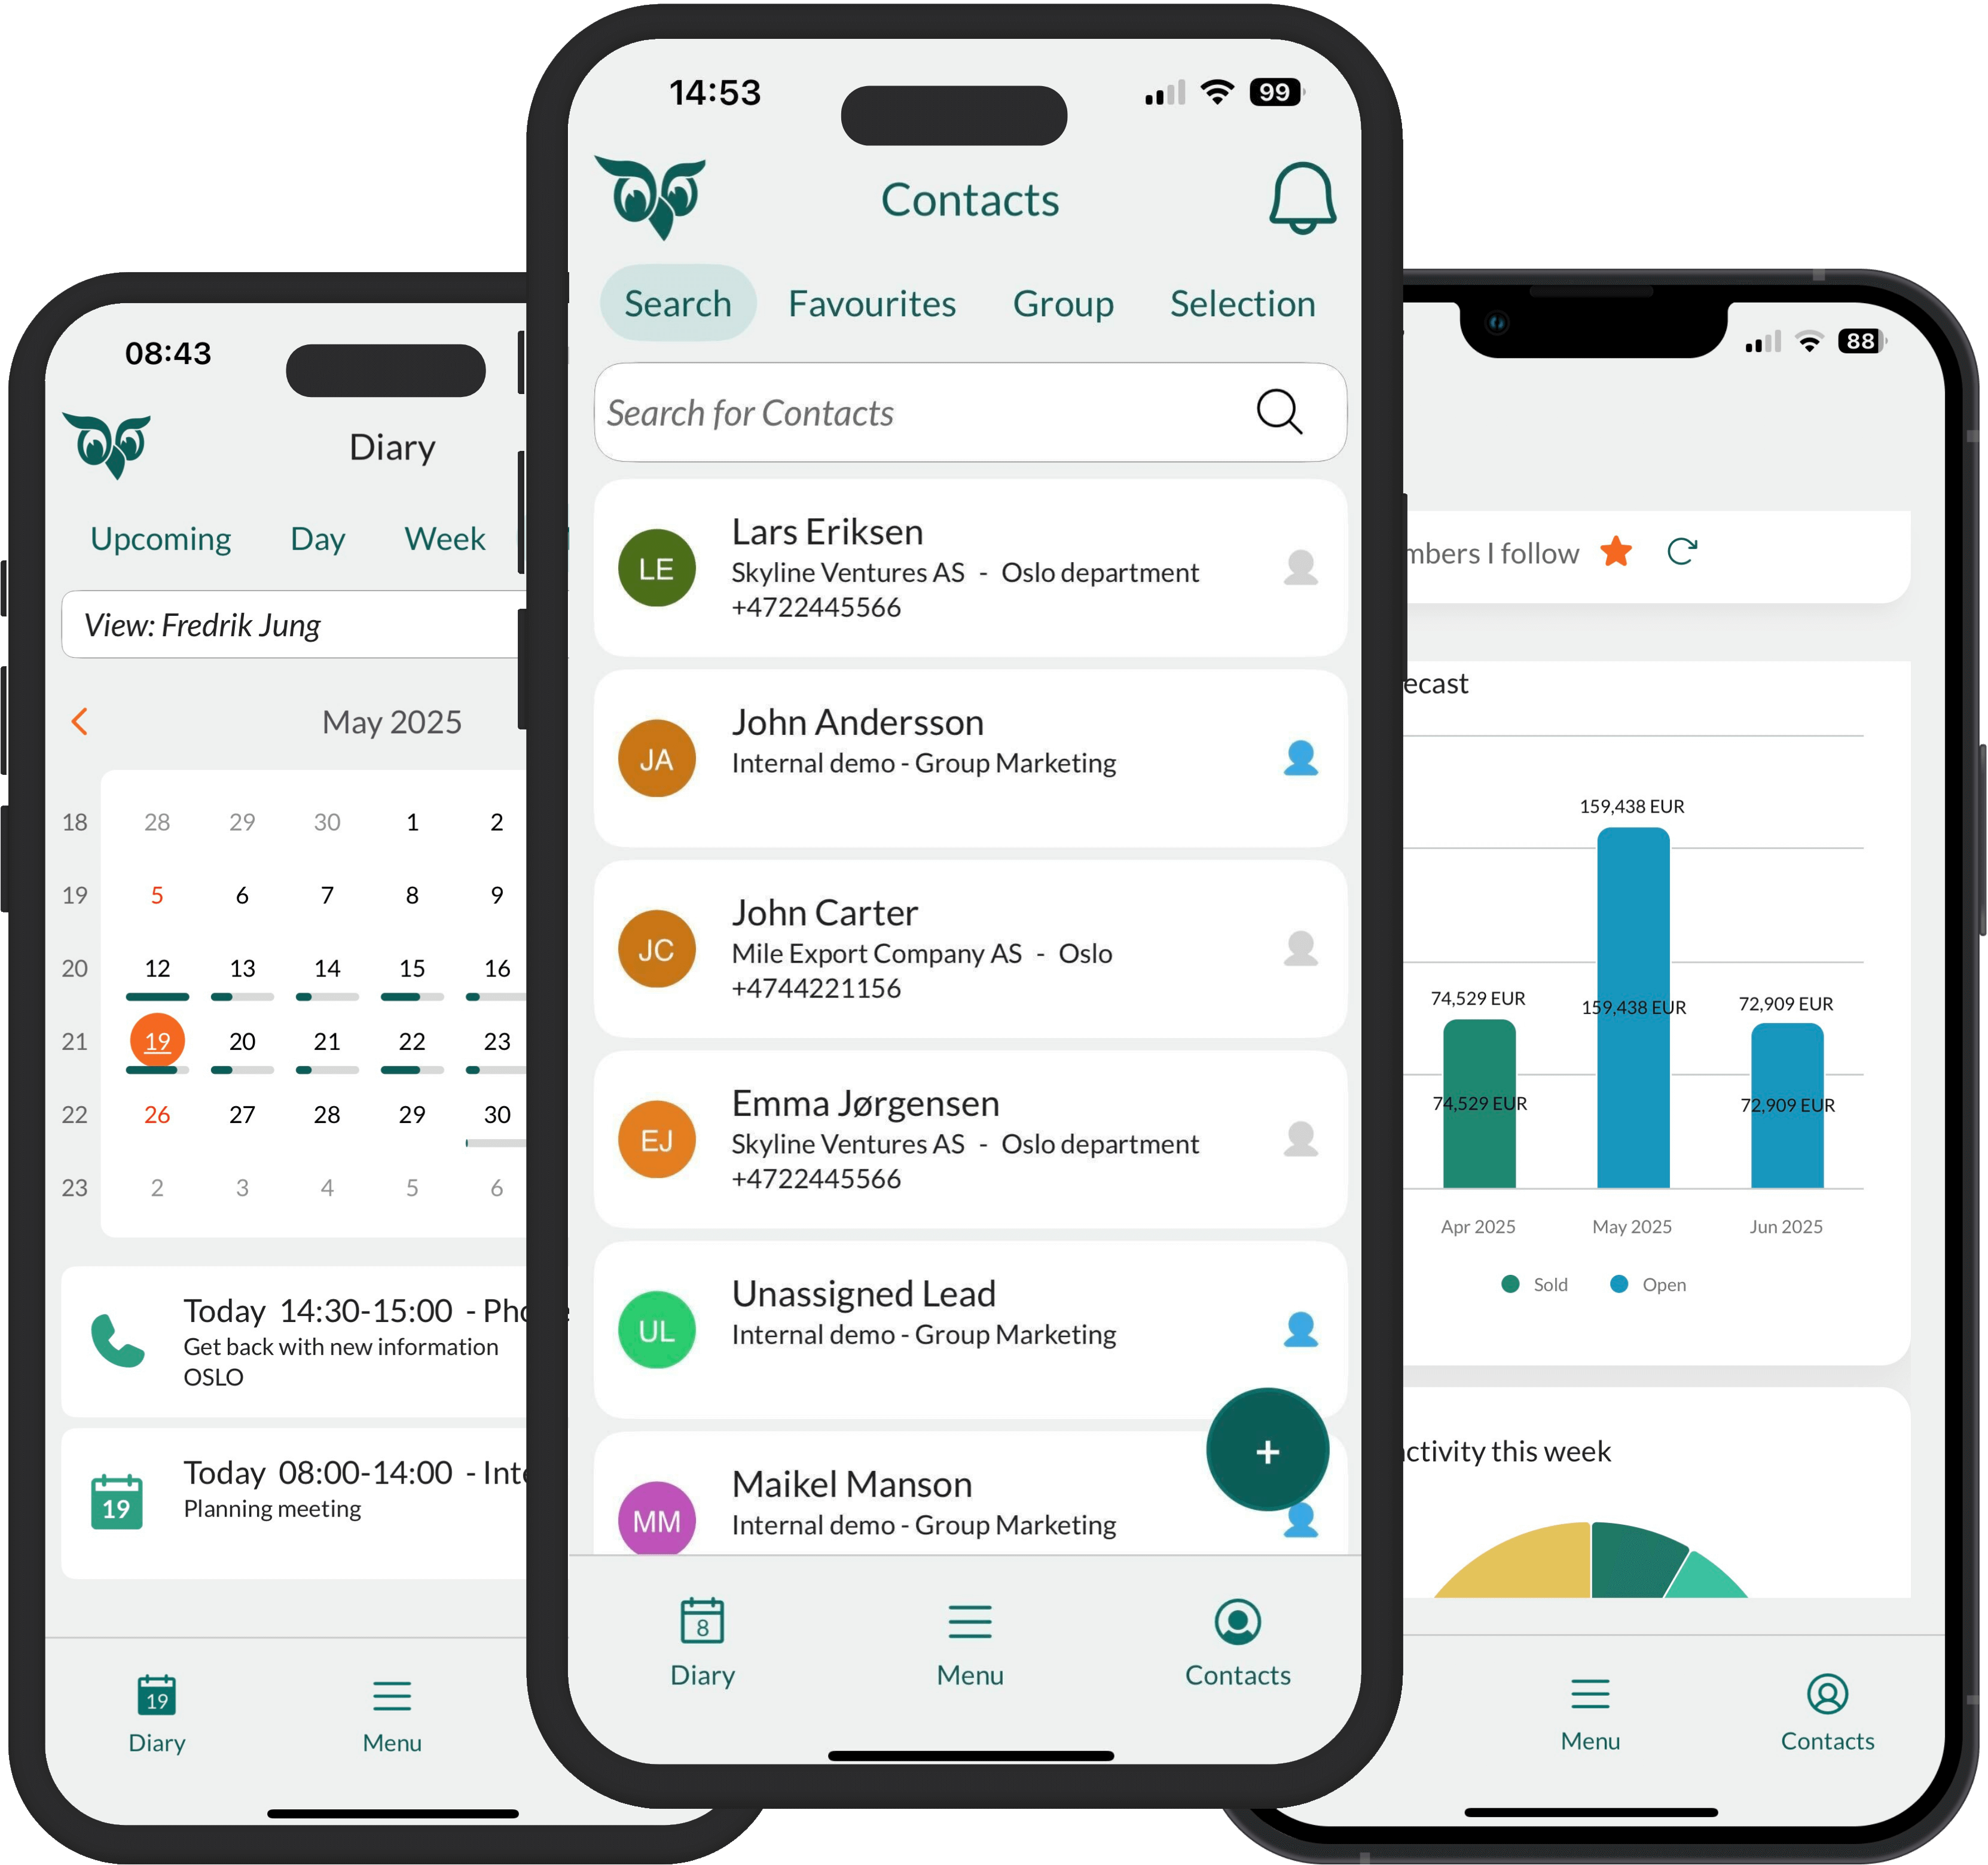 08:43
Diary
Upcoming Day Week
View: Fredrik Jung
May 2025
18 28 29 30 1 2
19 5 6 7 8 9
20 12 13 14 15 16
21 19 20 21 22 23
22 26 27 28 29 30
23 2 3 4 5 6
Today 14:30-15:00 - Pho
Get back with new information
OSLO
19
Today 08:00-14:00 - Inte
Planning meeting
19
Diary Menu
14:53 99
Contacts
Search Favourites Group Selection
Search for Contacts
LE
Lars Eriksen
Skyline Ventures AS - Oslo department
+4722445566
JA
John Andersson
Internal demo - Group Marketing
JC
John Carter
Mile Export Company AS - Oslo
+4744221156
EJ
Emma Jørgensen
Skyline Ventures AS - Oslo department
+4722445566
UL
Unassigned Lead
Internal demo - Group Marketing
+
MM
Maikel Manson
Internal demo - Group Marketing
8
Diary Menu Contacts
88
mbers I follow
ecast
159,438 EUR
74,529 EUR 159,438 EUR 72,909 EUR
74,529 EUR 72,909 EUR
Apr 2025 May 2025 Jun 2025
Sold Open
ctivity this week
Menu Contacts